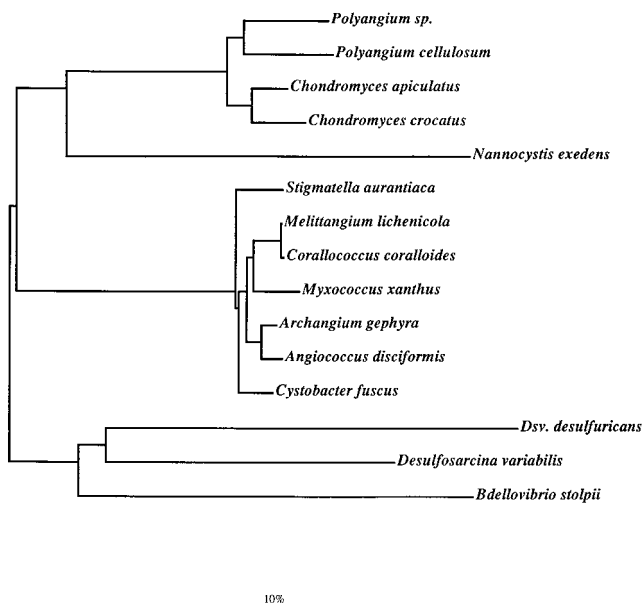 Polyangium sp.
Polyangium cellulosum
Chondromyces apiculatus
Chondromyces crocatus
Nannocystis exedens
Stigmatella aurantiaca
Melittangium lichenicola
Corallococcus coralloides
Myxococcus xanthus
Archangium gephyra
Angiococcus disciformis
Cystobacter fuscus
Dsv. desulfuricans
Desulfosarcina variabilis
Bdellovibrio stolpii
10%